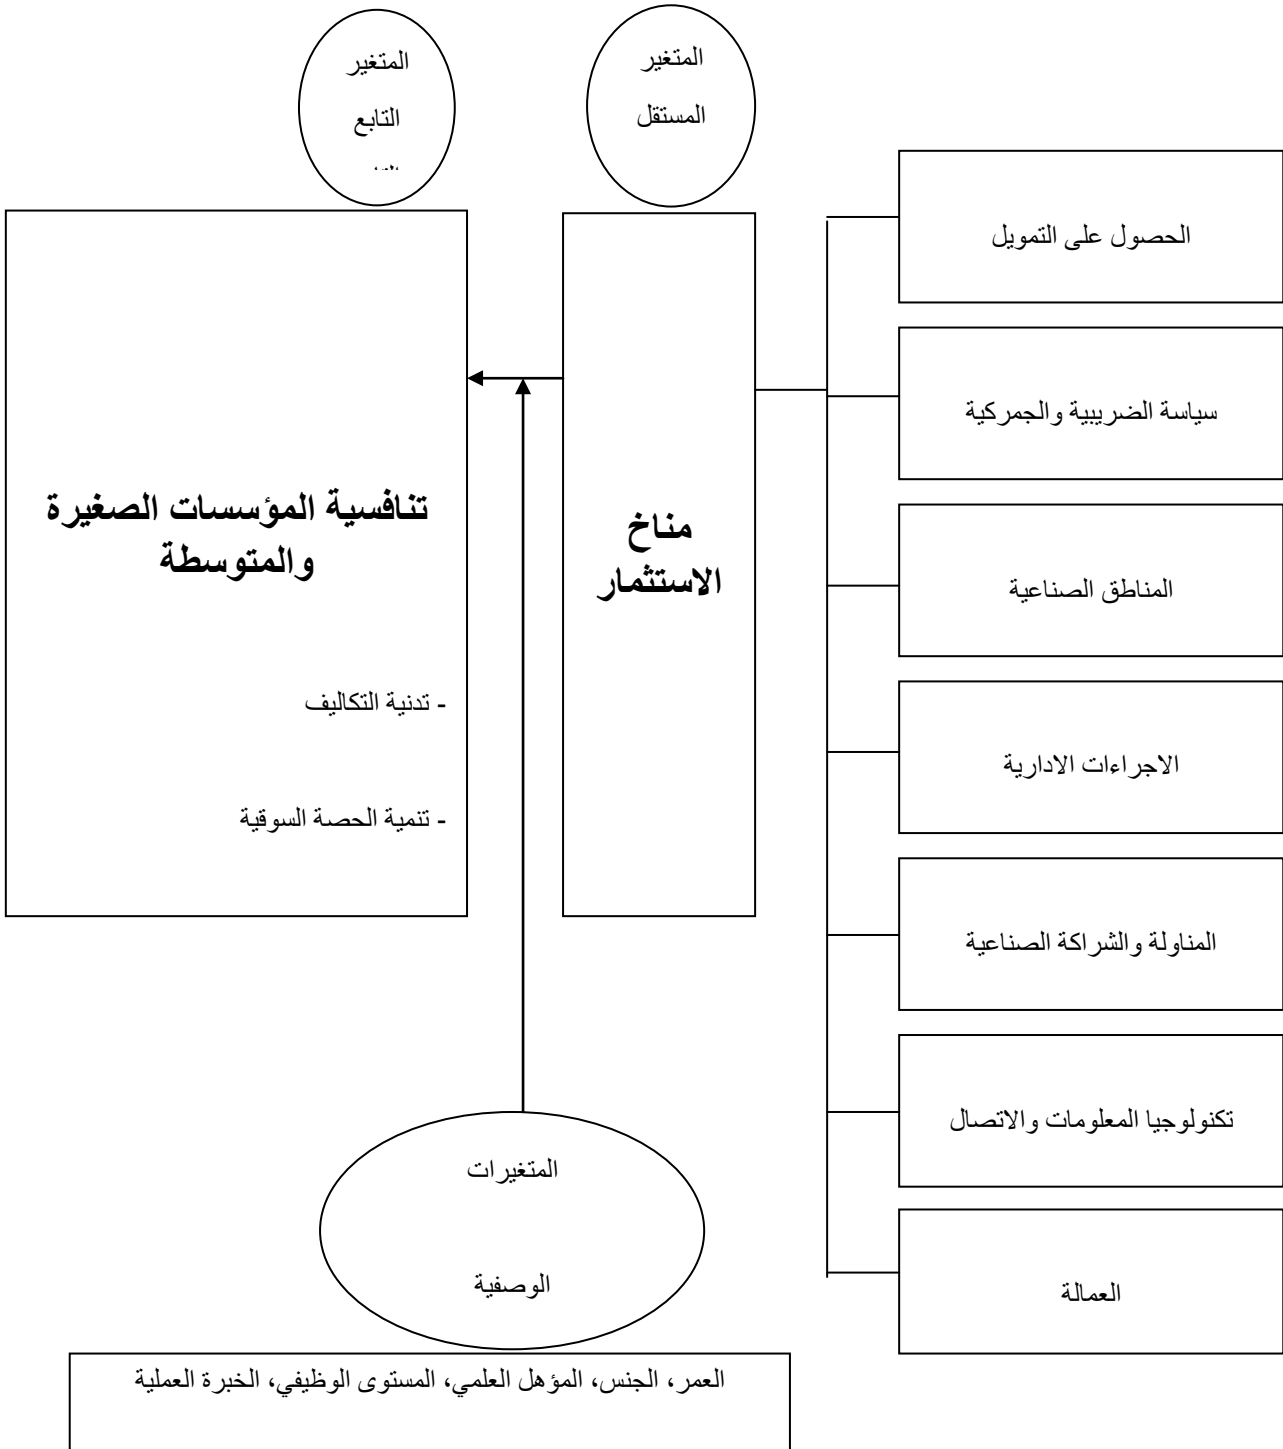 المتغير
المستقل
المتغير
التابع
الحصول على التمويل
سياسة الضريبية والجمركية
المناطق الصناعية
الاجراءات الادارية
المناولة والشراكة الصناعية
تكنولوجيا المعلومات والاتصال
العمالة
مناخ
الاستثمار
تنافسية المؤسسات الصغيرة
والمتوسطة
- تدنية التكاليف
- تنمية الحصة السوقية
المتغيرات
الوصفية
العمر، الجنس، المؤهل العلمي، المستوى الوظيفي، الخبرة العملية